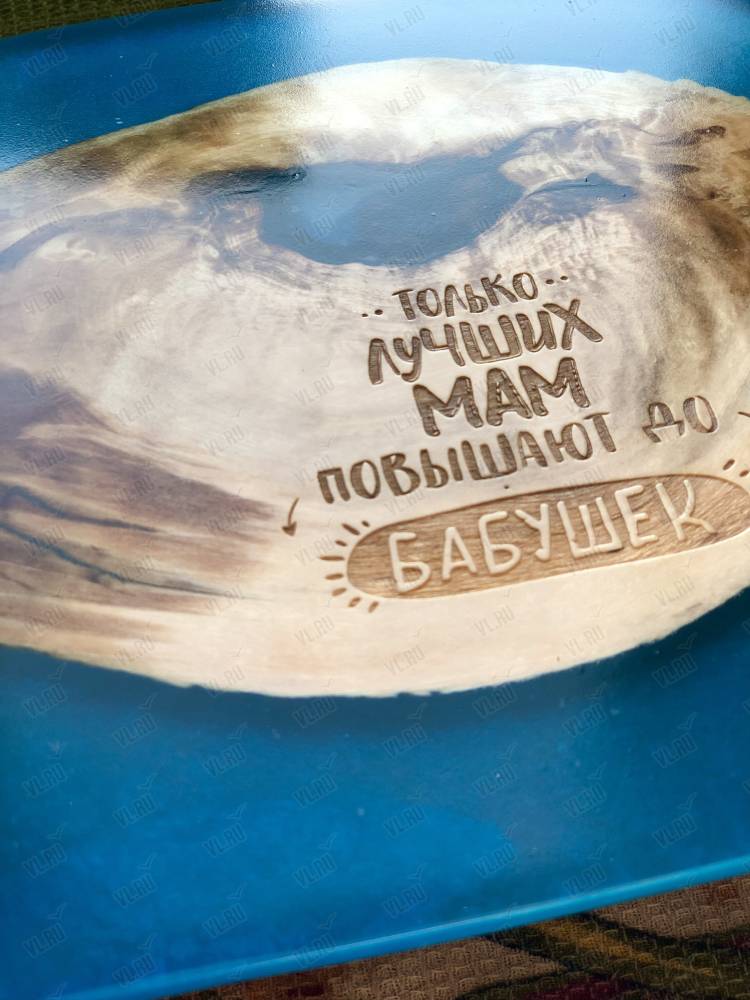 ТОЛЬКО
ЛУЧШИХ
МАМ
ПОВЫШАЮТ ДО
БАБУШЕК
VL.RU